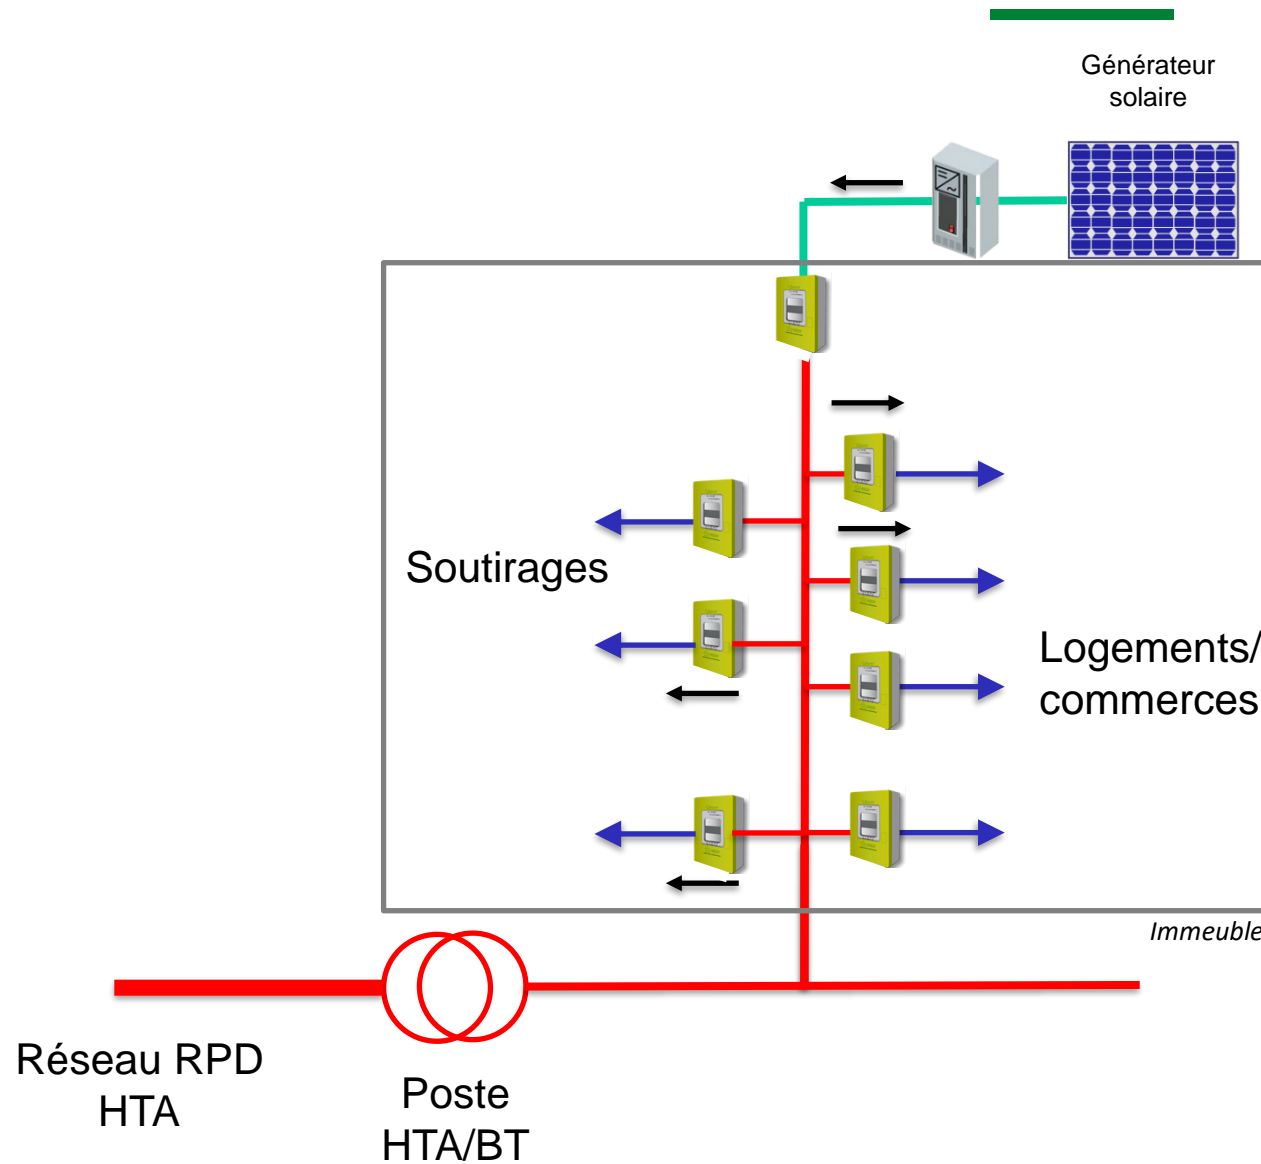 Générateur
solaire
Soutirages
Logements/
commerces
Immeuble
Réseau RPD
HTA
Poste
HTA/BT